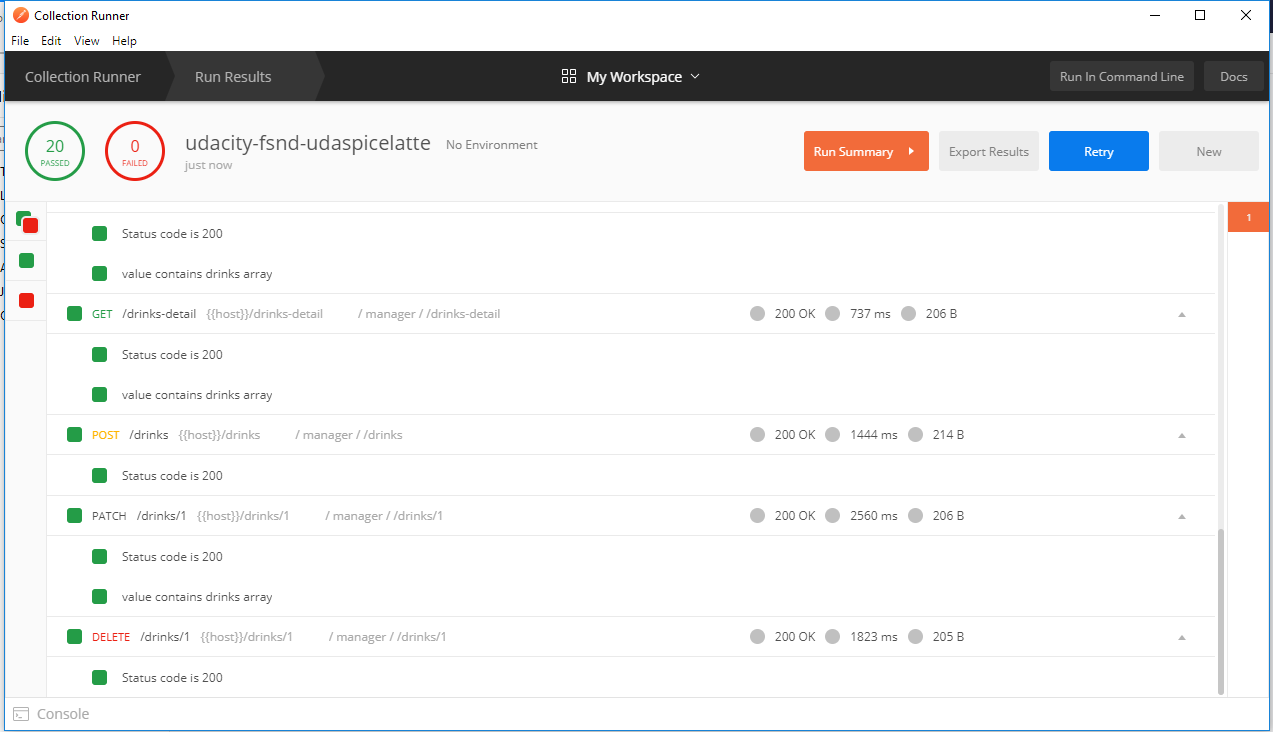 Collection Runner
File Edit View Help
Collection Runner Run Results My Workspace Run In Command Line Docs
20 PASSED
0 FAILED
udacity-fsnd-udaspicelatte No Environment
just now
Run Summary Export Results Retry New
1
Status code is 200
value contains drinks array
GET /drinks-detail {{host}}/drinks-detail / manager / /drinks-detail 200 OK 737 ms 206 B
Status code is 200
value contains drinks array
POST /drinks {{host}}/drinks / manager / /drinks 200 OK 1444 ms 214 B
Status code is 200
PATCH /drinks/1 {{host}}/drinks/1 / manager / /drinks/1 200 OK 2560 ms 206 B
Status code is 200
value contains drinks array
DELETE /drinks/1 {{host}}/drinks/1 / manager / /drinks/1 200 OK 1823 ms 205 B
Status code is 200
Console